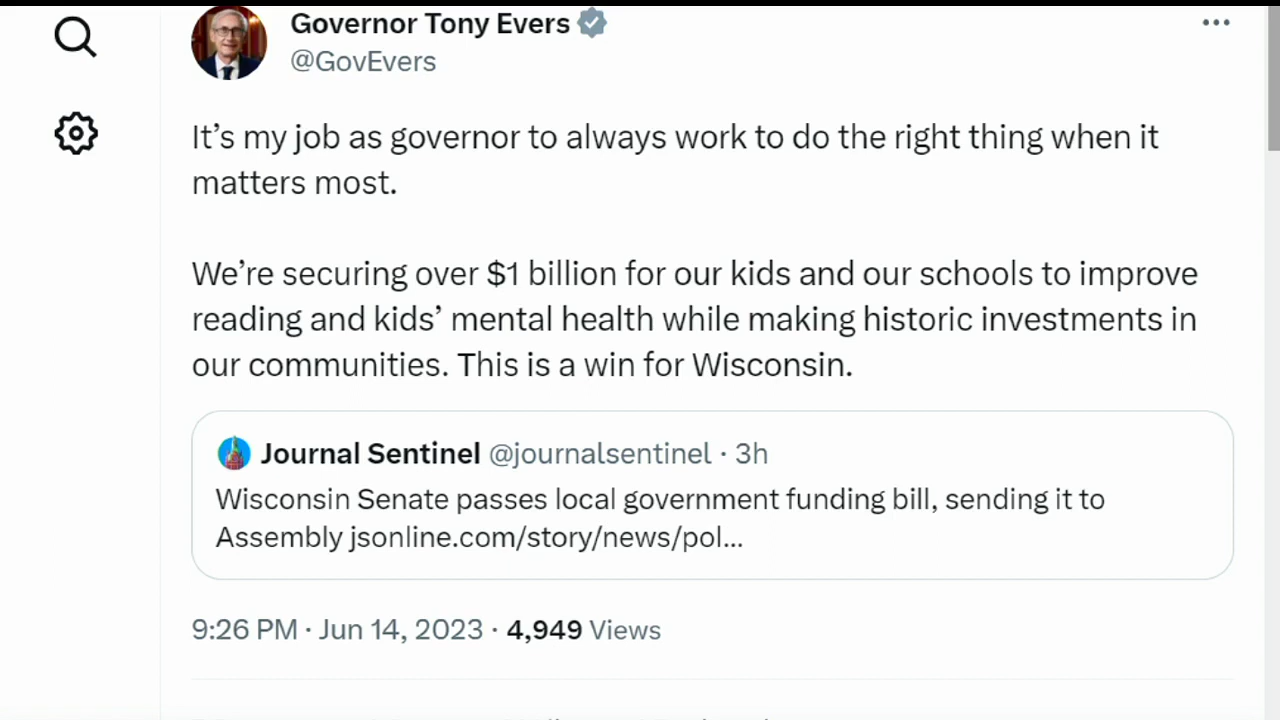 Governor Tony Evers
@GovEvers
It’s my job as governor to always work to do the right thing when it
matters most.
We’re securing over $1 billion for our kids and our schools to improve
reading and kids’ mental health while making historic investments in
our communities. This is a win for Wisconsin.
Journal Sentinel @journalsentinel · 3h
Wisconsin Senate passes local government funding bill, sending it to
Assembly jsonline.com/story/news/pol...
9:26 PM · Jun 14, 2023 · 4,949 Views